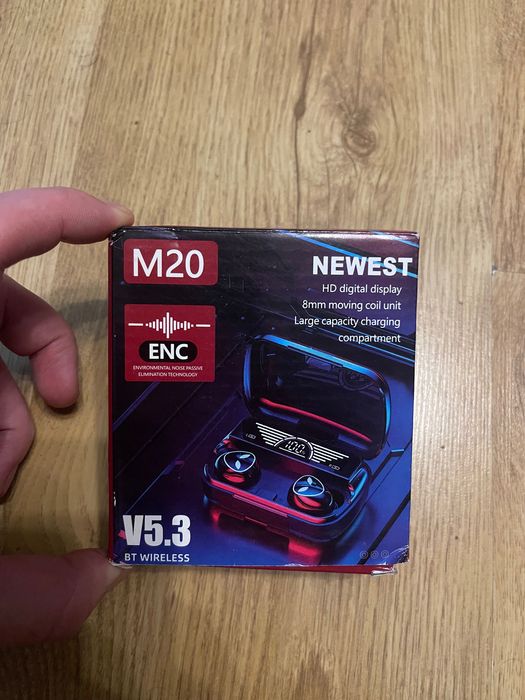 M20
NEWEST
HD digital display
8mm moving coil unit
Large capacity charging
compartment
ENC
ENVIRONMENTAL NOISE PASSIVE
ELIMINATION TECHNOLOGY
100
V5.3
BT WIRELESS